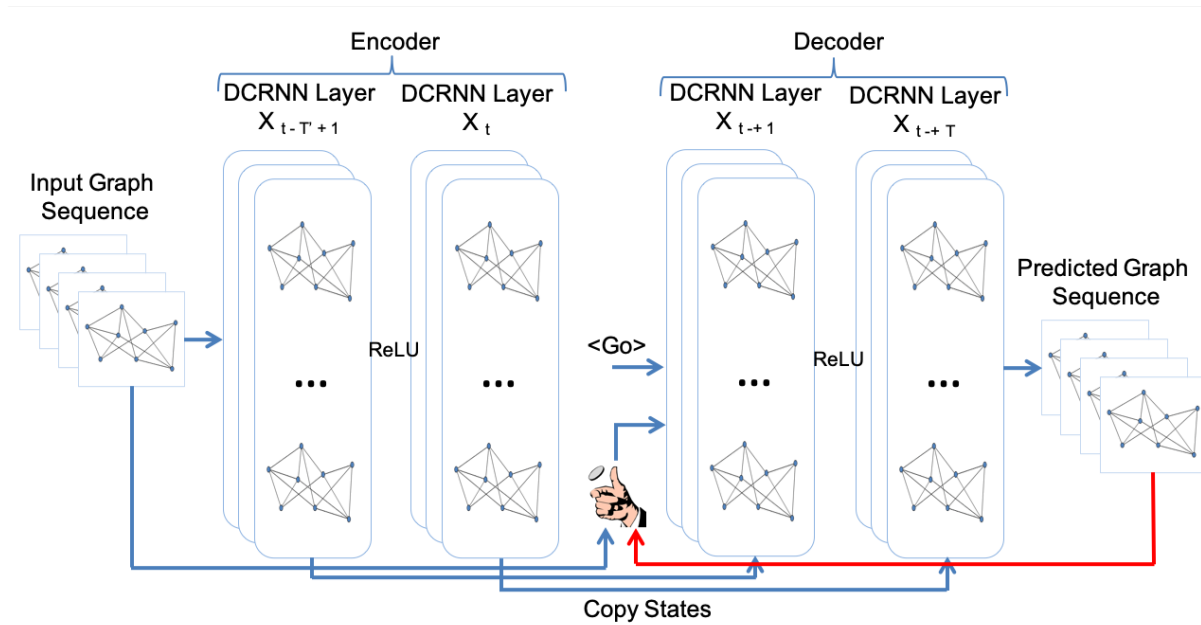 Encoder
Decoder
DCRNN Layer
X t - T' + 1
DCRNN Layer
X t
DCRNN Layer
X t -+ 1
DCRNN Layer
X t -+ T
Input Graph
Sequence
Predicted Graph
Sequence
ReLU
<Go>
ReLU
...
...
...
...
Copy States